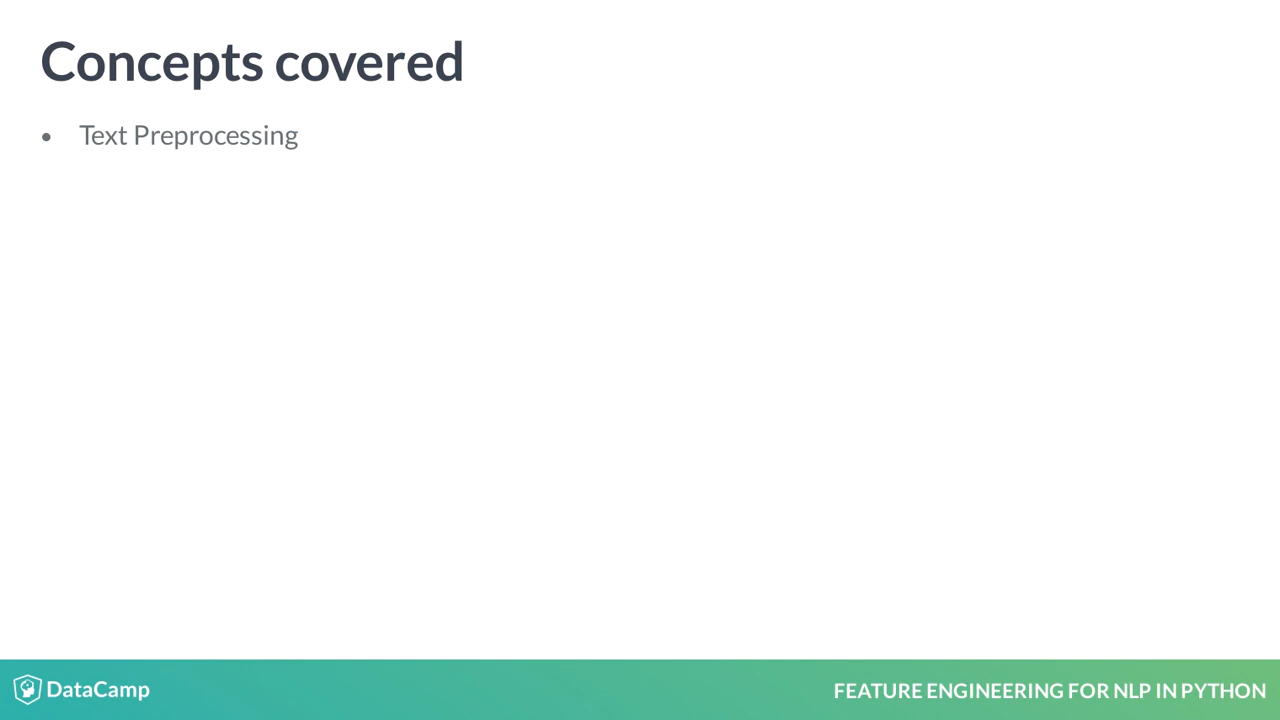 Concepts covered
• Text Preprocessing
DataCamp
FEATURE ENGINEERING FOR NLP IN PYTHON